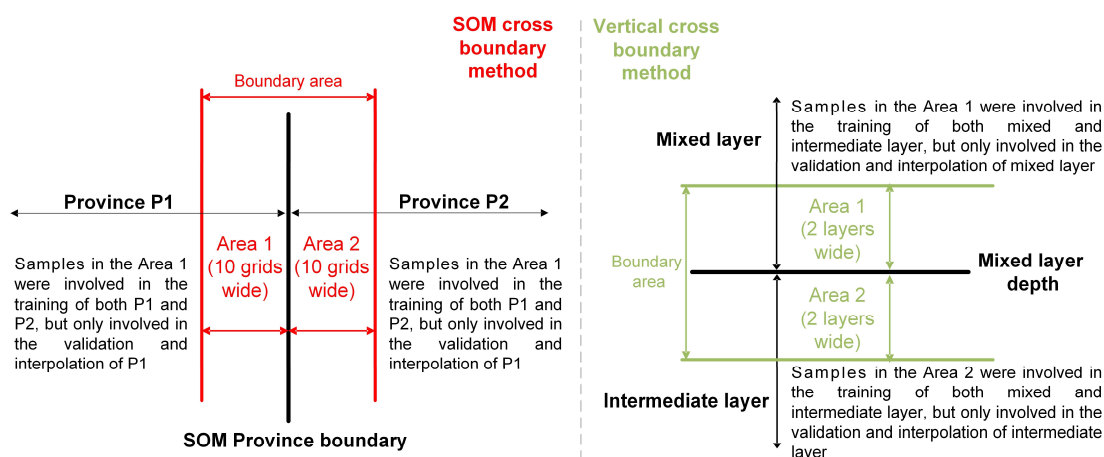 SOM cross
boundary
method
Boundary area
Province P1
Province P2
Area 1
(10 grids
wide)
Area 2
(10 grids
wide)
Samples in the Area 1
were involved in the
training of both P1 and
P2, but only involved in
the validation and
interpolation of P1
Samples in the Area 1
were involved in the
training of both P1 and
P2, but only involved in
the validation and
interpolation of P1
SOM Province boundary
Vertical cross
boundary
method
Mixed layer
Samples in the Area 1 were involved in
the training of both mixed and
intermediate layer, but only involved in the
validation and interpolation of mixed layer
Area 1
(2 layers
wide)
Boundary
area
Mixed layer
depth
Area 2
(2 layers
wide)
Intermediate layer
Samples in the Area 2 were involved in
the training of both mixed and
intermediate layer, but only involved in the
validation and interpolation of intermediate
layer